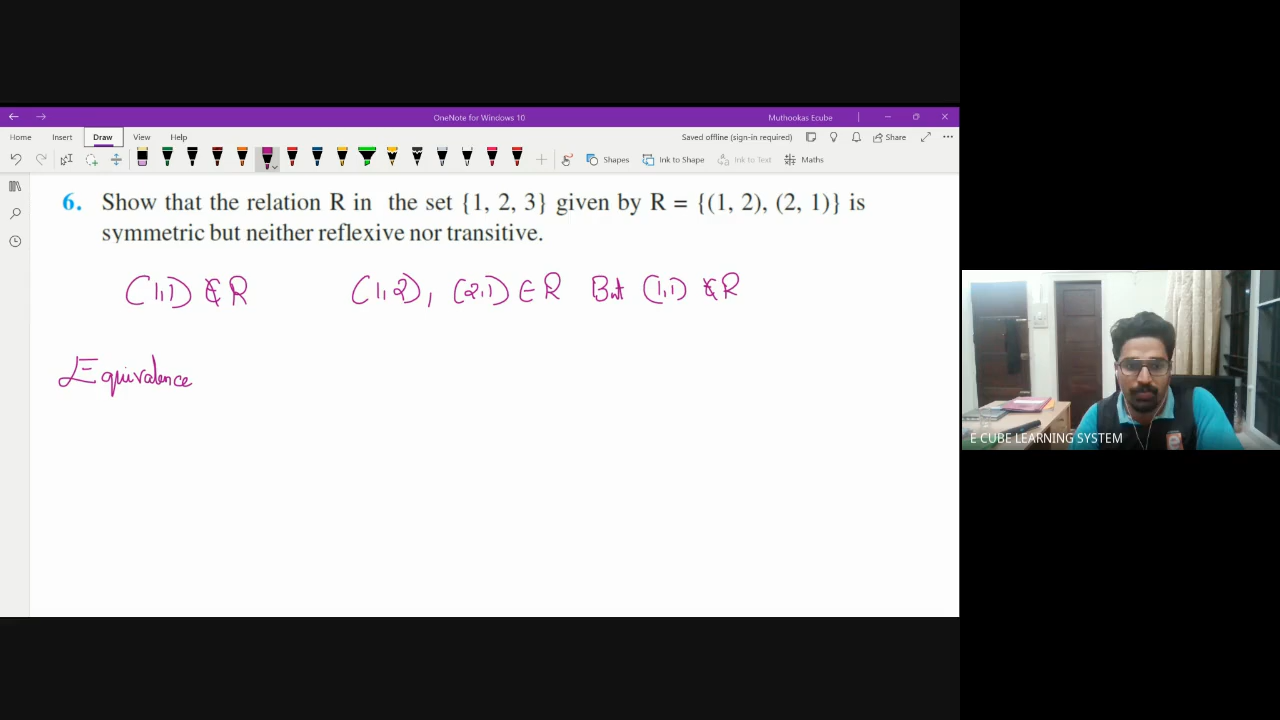 OneNote for Windows 10
Muthookas Ecube
Home Insert Draw View Help
Saved offline (sign-in required) Share
Shapes Ink to Shape Ink to Text Maths
6. Show that the relation R in the set {1, 2, 3} given by R = {(1, 2), (2, 1)} is
symmetric but neither reflexive nor transitive.
(1,1) ∉ R (1,2), (2,1) ∈ R But (1,1) ∉ R
Equivalence
E CUBE LEARNING SYSTEM